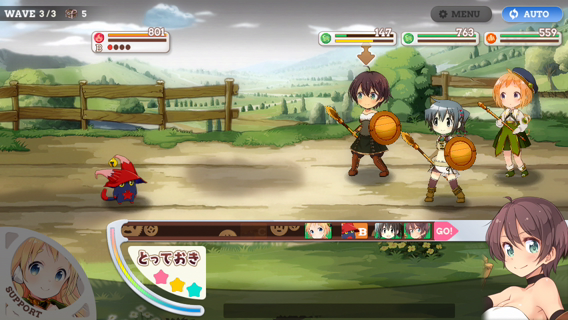 WAVE 3/3 5
MENU
AUTO
801
B
147
763
559
B
GO!
とっておき
SUPPORT